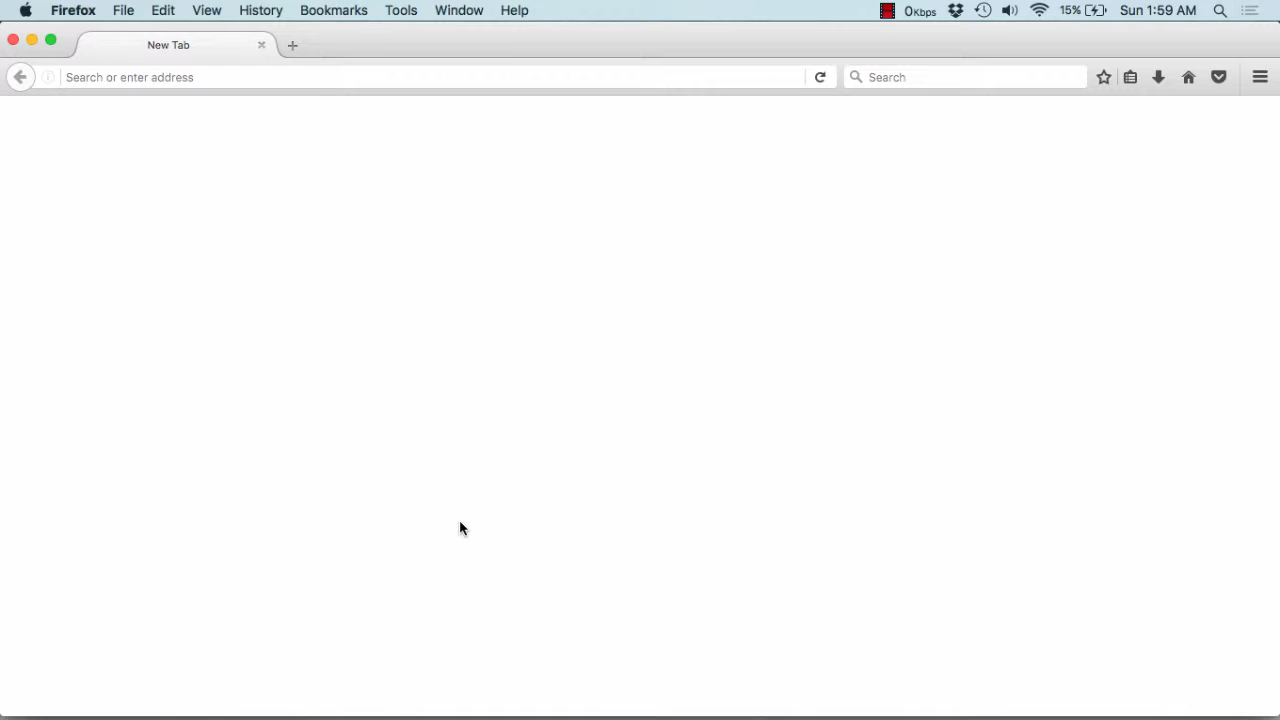 Firefox File Edit View History Bookmarks Tools Window Help 0Kbps 15% Sun 1:59 AM
New Tab
Search or enter address Search